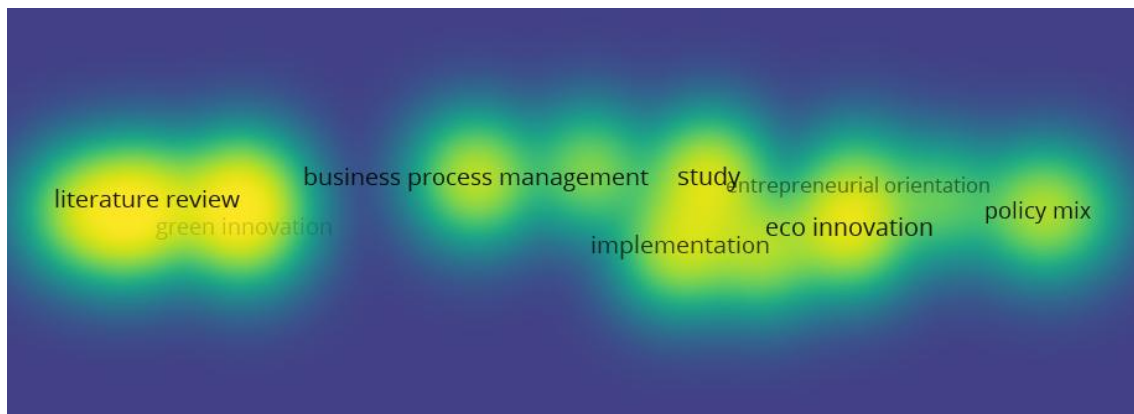 literature review
green innovation
business process management
study
entrepreneurial orientation
implementation
eco innovation
policy mix